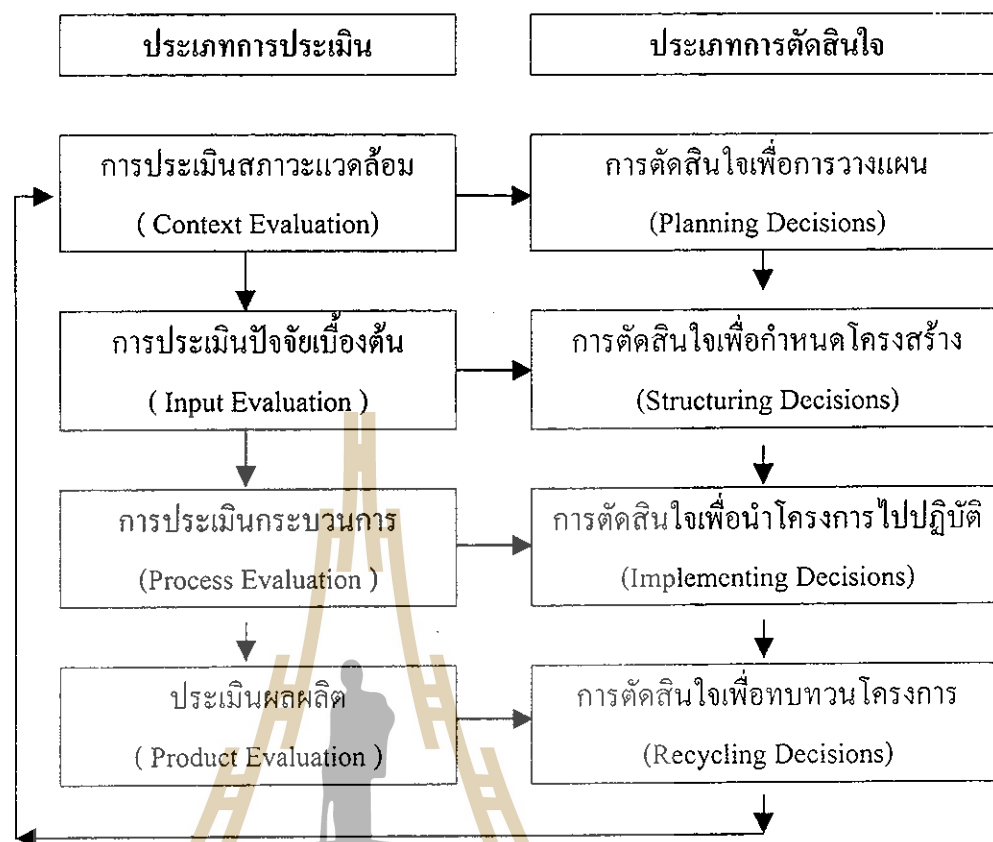 ประเภทการประเมิน
ประเภทการตัดสินใจ
การประเมินสภาวะแวดล้อม
( Context Evaluation)
การตัดสินใจเพื่อการวางแผน
(Planning Decisions)
การประเมินปัจจัยเบื้องต้น
( Input Evaluation )
การตัดสินใจเพื่อกำหนดโครงสร้าง
(Structuring Decisions)
การประเมินกระบวนการ
(Process Evaluation )
การตัดสินใจเพื่อนำโครงการไปปฏิบัติ
(Implementing Decisions)
ประเมินผลผลิต
( Product Evaluation )
การตัดสินใจเพื่อทบทวนโครงการ
(Recycling Decisions)